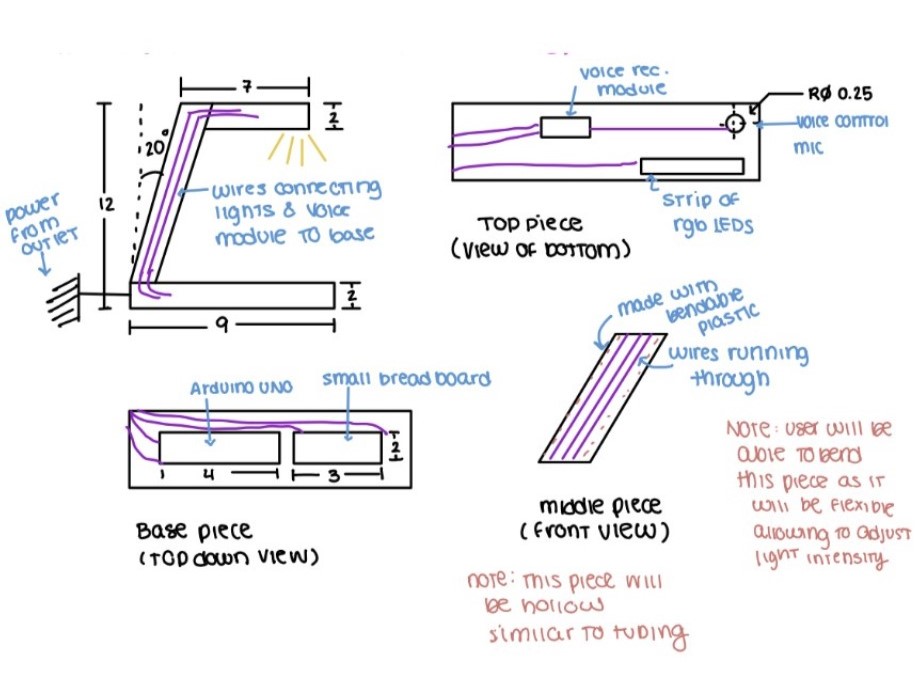 7
2
20°
12
wires connecting
lights & voice
module to base
power
from
outlet
2
9
voice rec.
module
RØ 0.25
voice control
mic
strip of
rgb LEDs
TOP piece
(view of bottom)
Arduino UNO
small breadboard
2
4
3
Base piece
(Top down view)
made with
bendable
plastic
wires running
through
middle piece
(front view)
note: this piece will
be hollow
similar to tubing
Note: user will be
able to bend
this piece as it
will be flexible
allowing to adjust
light intensity